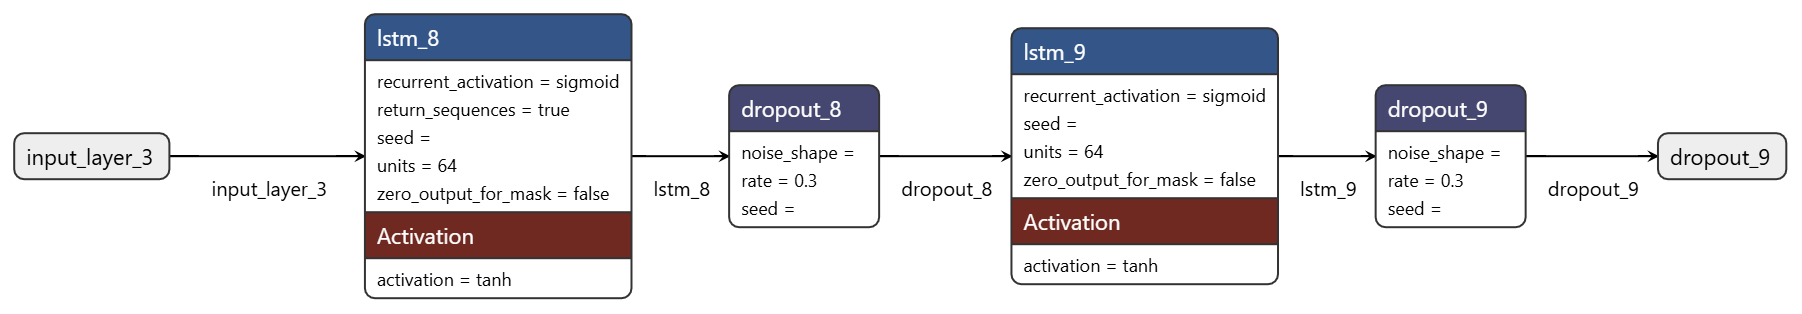 input_layer_3
input_layer_3
lstm_8
recurrent_activation = sigmoid
return_sequences = true
seed =
units = 64
zero_output_for_mask = false
Activation
activation = tanh
lstm_8
dropout_8
noise_shape =
rate = 0.3
seed =
dropout_8
lstm_9
recurrent_activation = sigmoid
seed =
units = 64
zero_output_for_mask = false
Activation
activation = tanh
lstm_9
dropout_9
noise_shape =
rate = 0.3
seed =
dropout_9
dropout_9